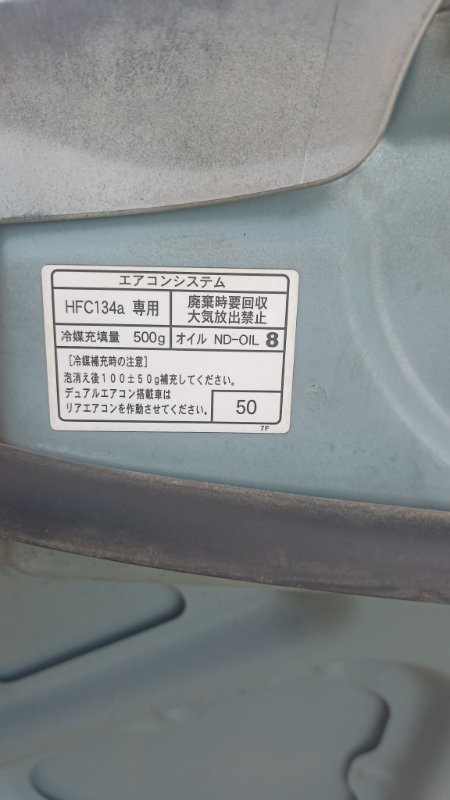 エアコンシステム
HFC134a 専用
廃棄時要回収
大気放出禁止
冷媒充填量 500g
オイル ND-OIL 8
［冷媒補充時の注意］
泡消え後100±50g補充してください。
デュアルエアコン搭載車は
リアエアコンを作動させてください。
50
7F